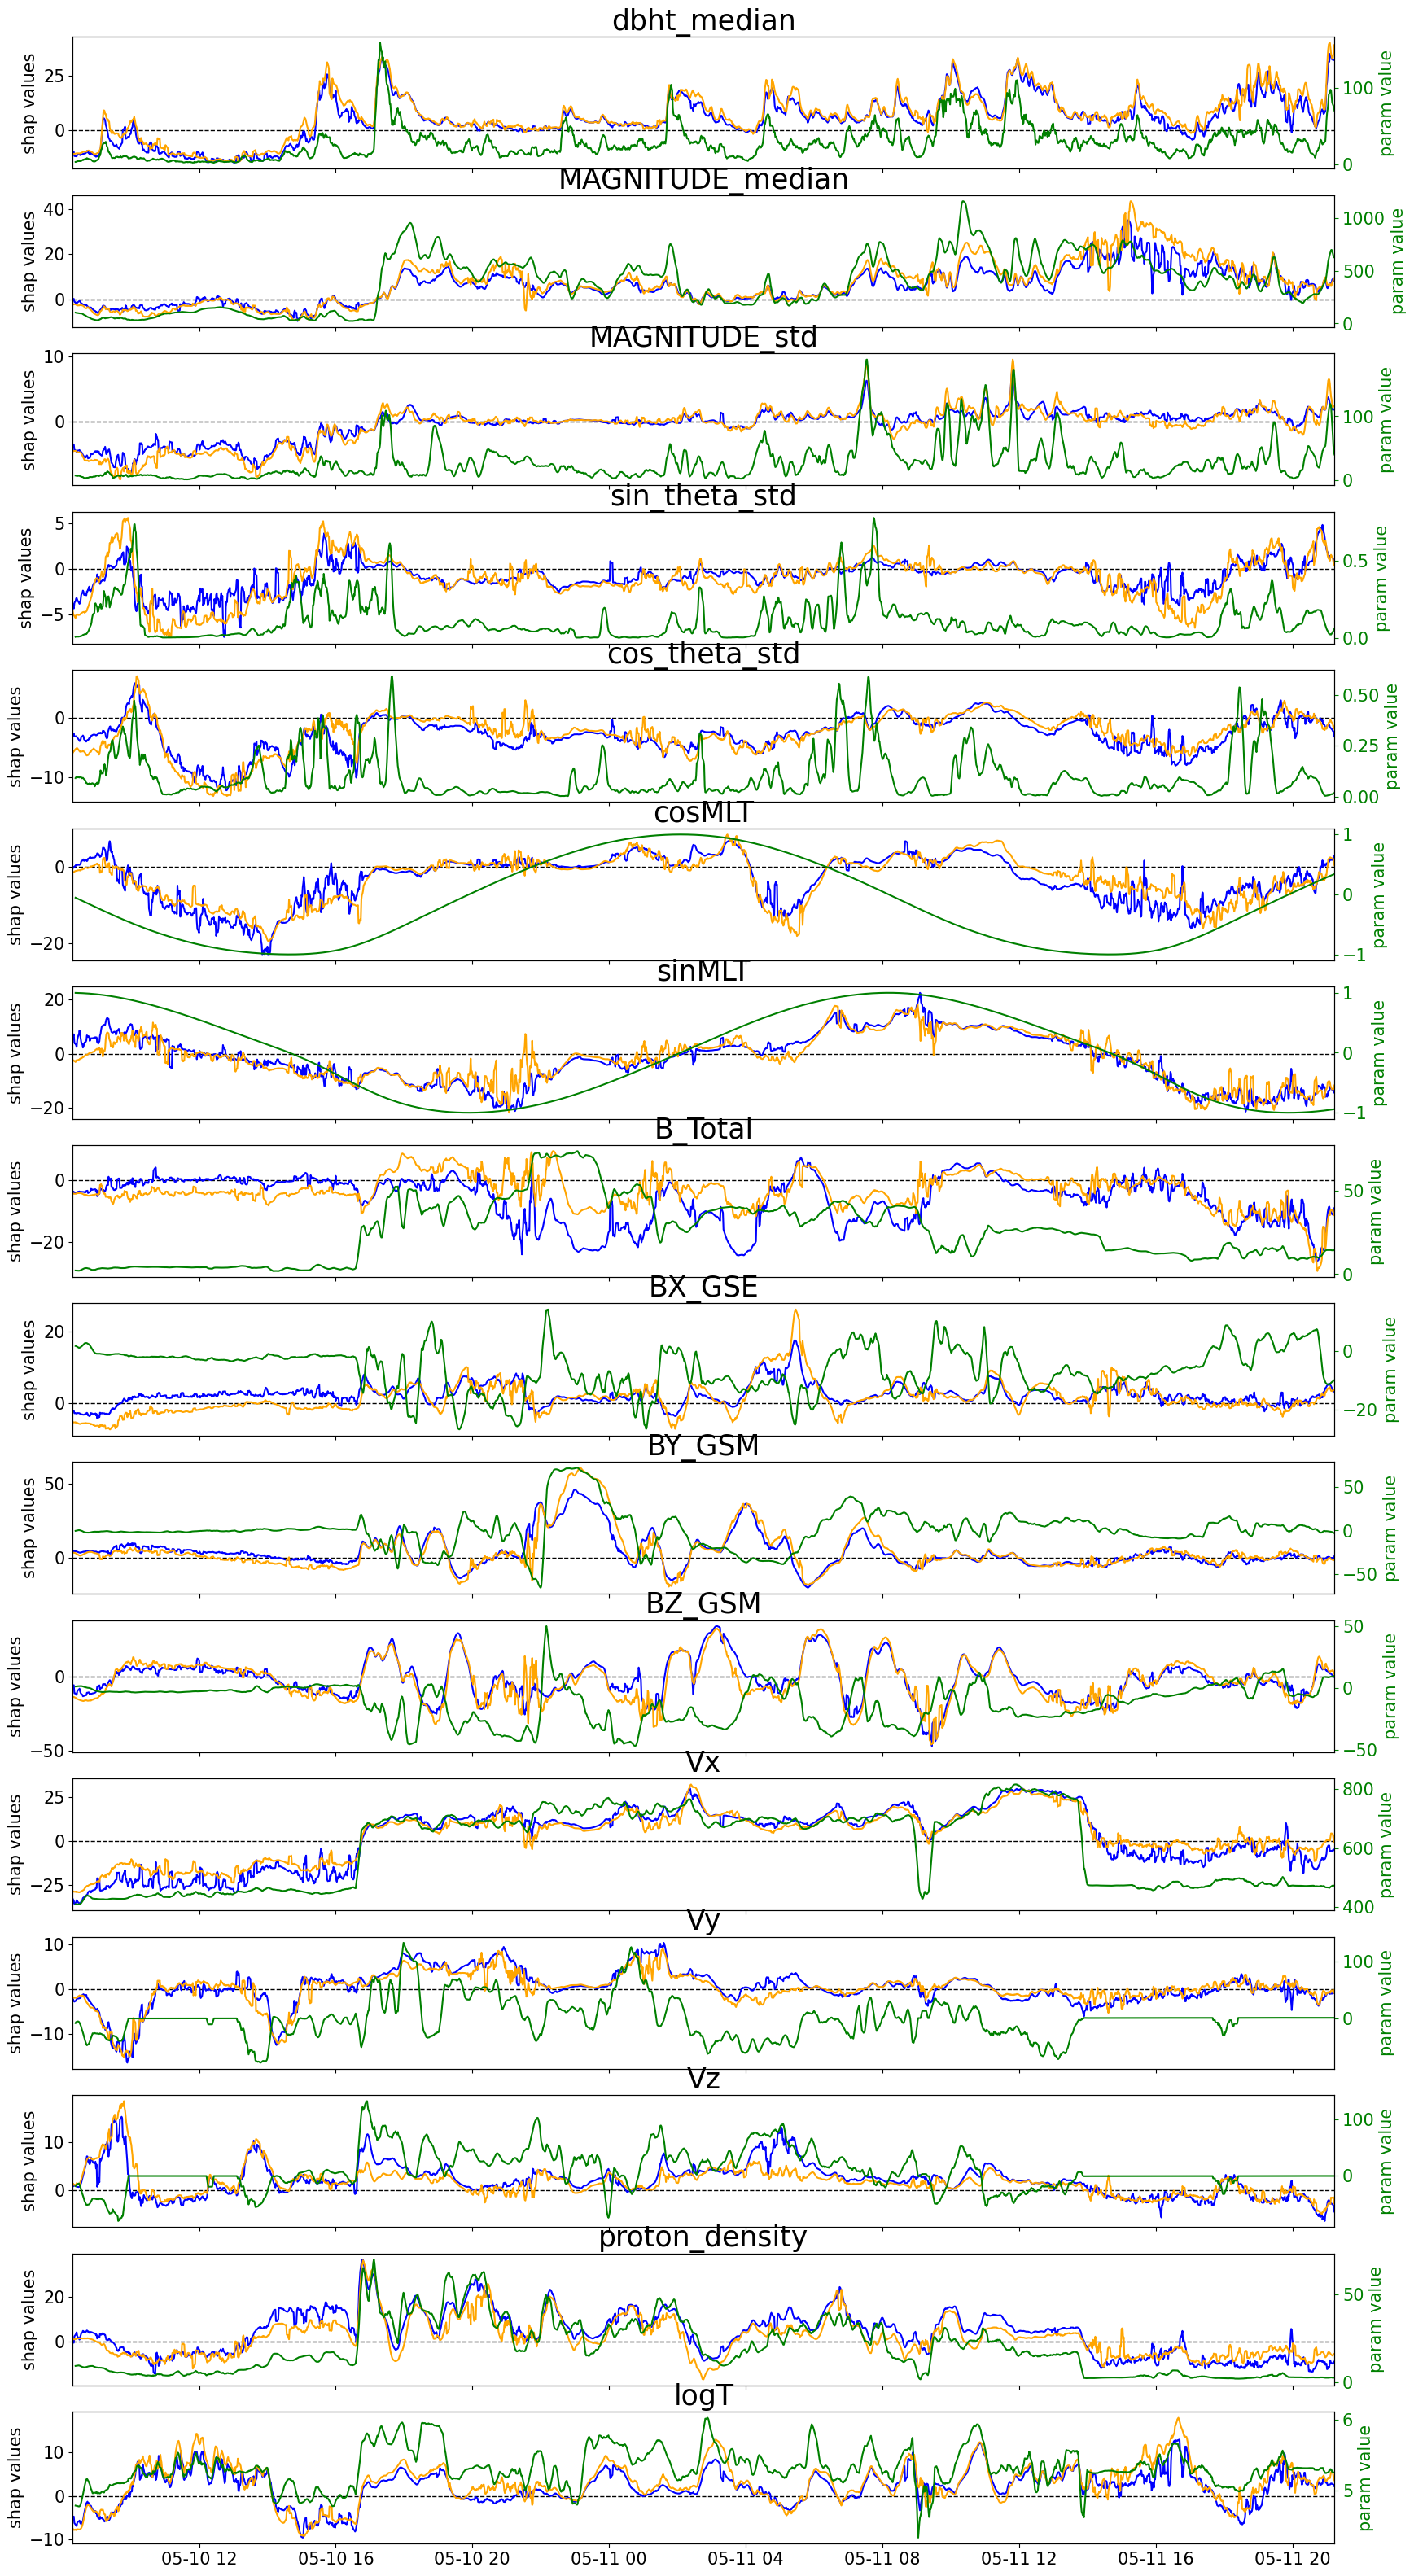 dbht_median
shap values
25
0
100
0
param value
MAGNITUDE_median
shap values
40
20
0
1000
500
0
param value
MAGNITUDE_std
shap values
10
0
100
0
param value
sin_theta_std
shap values
5
0
−5
0.5
0.0
param value
cos_theta_std
shap values
0
−10
0.50
0.25
0.00
param value
cosMLT
shap values
0
−20
1
0
−1
param value
sinMLT
shap values
20
0
−20
1
0
−1
param value
B_Total
shap values
0
−20
50
0
param value
BX_GSE
shap values
20
0
0
−20
param value
BY_GSM
shap values
50
0
50
0
−50
param value
BZ_GSM
shap values
0
−50
50
0
−50
param value
Vx
shap values
25
0
−25
800
600
400
param value
Vy
shap values
10
0
−10
100
0
param value
Vz
shap values
10
0
100
0
param value
proton_density
shap values
20
0
50
0
param value
logT
shap values
10
0
−10
6
5
param value
05-10 12
05-10 16
05-10 20
05-11 00
05-11 04
05-11 08
05-11 12
05-11 16
05-11 20